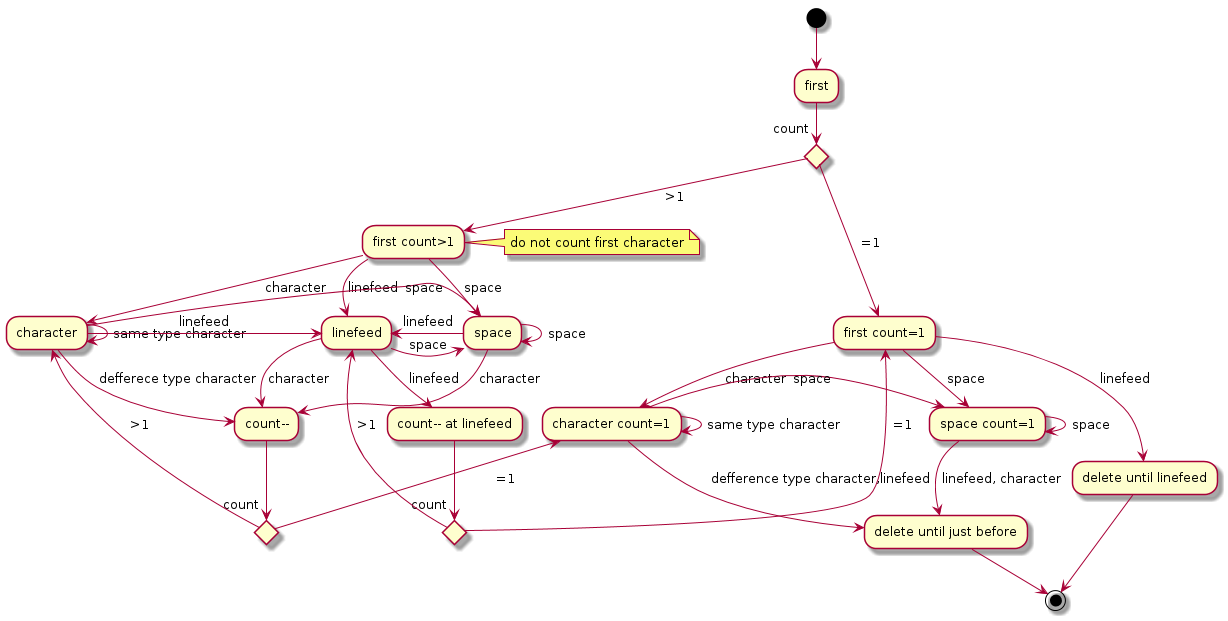 first
count
>1
=1
first count>1
do not count first character
character
linefeed
space
space
linefeed
same type character
linefeed
space
space
character
linefeed
space
first count=1
defferece type character
character
linefeed
character
character
space
space
linefeed
>1
count--
>1
count-- at linefeed
character count=1
same type character
=1
space count=1
space
=1
defference type character,linefeed
linefeed, character
delete until linefeed
count
count
delete until just before